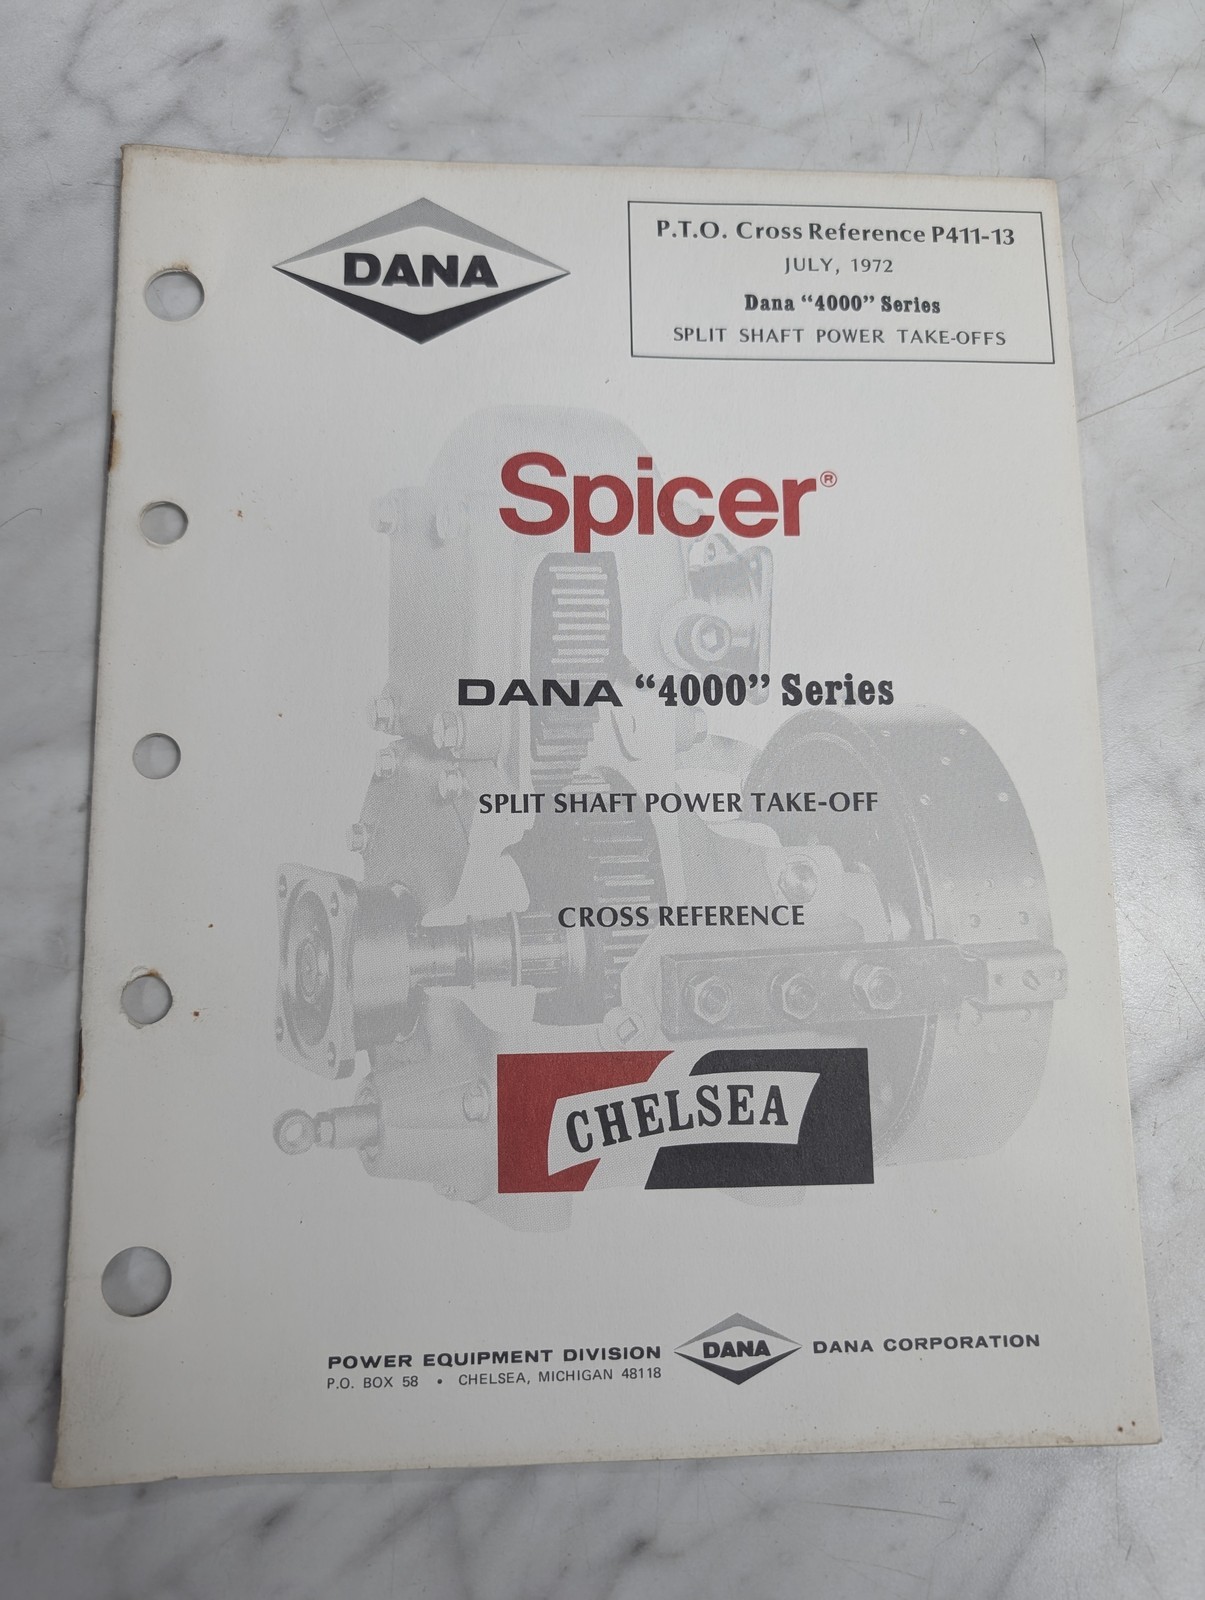 DANA
P.T.O. Cross Reference P411-13
JULY, 1972
Dana “4000” Series
SPLIT SHAFT POWER TAKE-OFFS
Spicer®
DANA “4000” Series
SPLIT SHAFT POWER TAKE-OFF
CROSS REFERENCE
CHELSEA
POWER EQUIPMENT DIVISION
P.O. BOX 58 • CHELSEA, MICHIGAN 48118
DANA
DANA CORPORATION